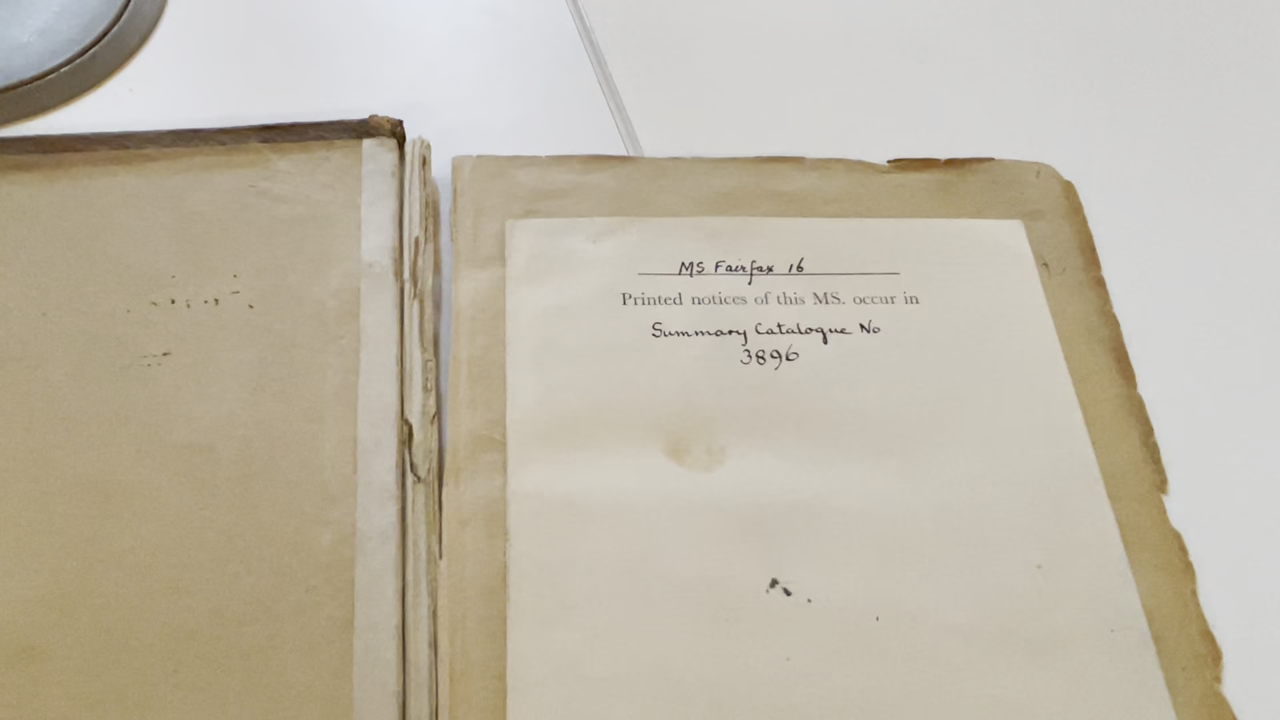 MS Fairfax 16
Printed notices of this MS. occur in
Summary Catalogue No
3896